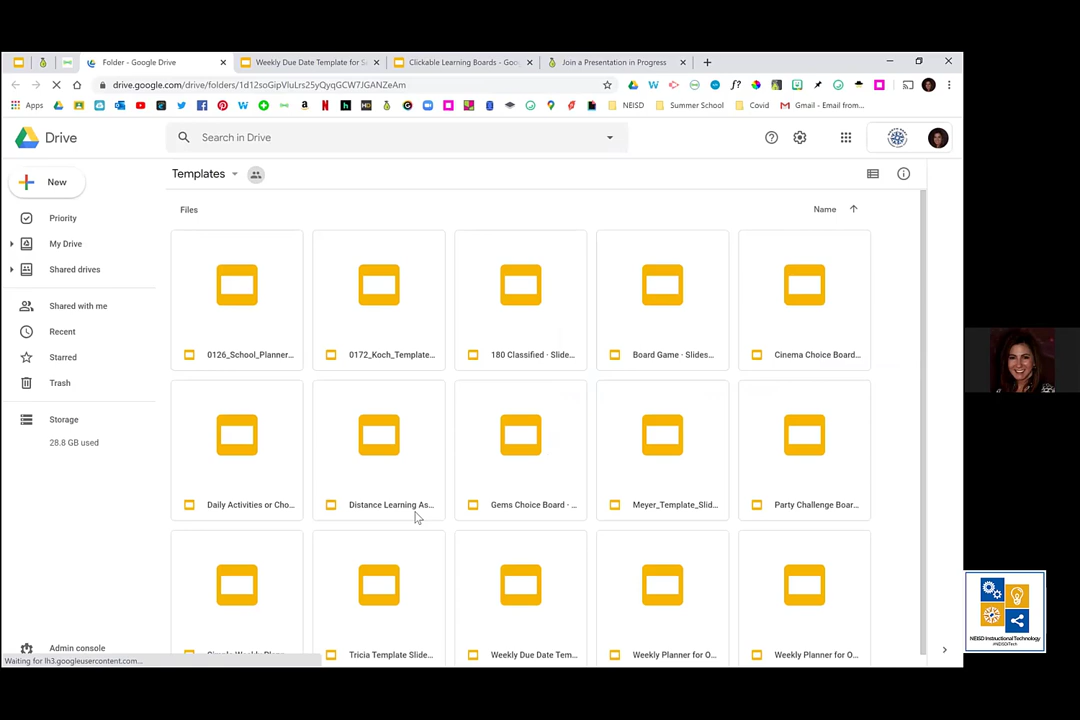 Folder - Google Drive
Weekly Due Date Template for S
Clickable Learning Boards - Goo
Join a Presentation in Progress
drive.google.com/drive/folders/1d12soGipVluLrs25yQyqGCW7JGANZeAm
Apps
NEISD
Summer School
Covid
Gmail - Email from...
Drive
Search in Drive
New
Templates
Files
Name
Priority
My Drive
Shared drives
Shared with me
Recent
Starred
Trash
Storage
28.8 GB used
Admin console
0126_School_Planner...
0172_Koch_Template...
180 Classified · Slide...
Board Game · Slides...
Cinema Choice Board...
Daily Activities or Cho...
Distance Learning As...
Gems Choice Board · ...
Meyer_Template_Slid...
Party Challenge Boar...
Tricia Template Slide...
Weekly Due Date Tem...
Weekly Planner for O...
Weekly Planner for O...
Waiting for lh3.googleusercontent.com...
NEISD Instructional Technology